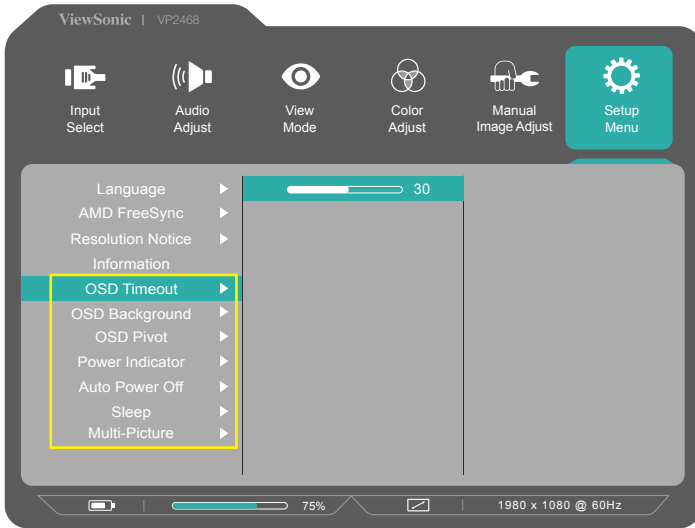 ViewSonic | VP2468
Input Select
Audio Adjust
View Mode
Color Adjust
Manual Image Adjust
Setup Menu
Language
30
AMD FreeSync
Resolution Notice
Information
OSD Timeout
OSD Background
OSD Pivot
Power Indicator
Auto Power Off
Sleep
Multi-Picture
75%
1980 x 1080 @ 60Hz